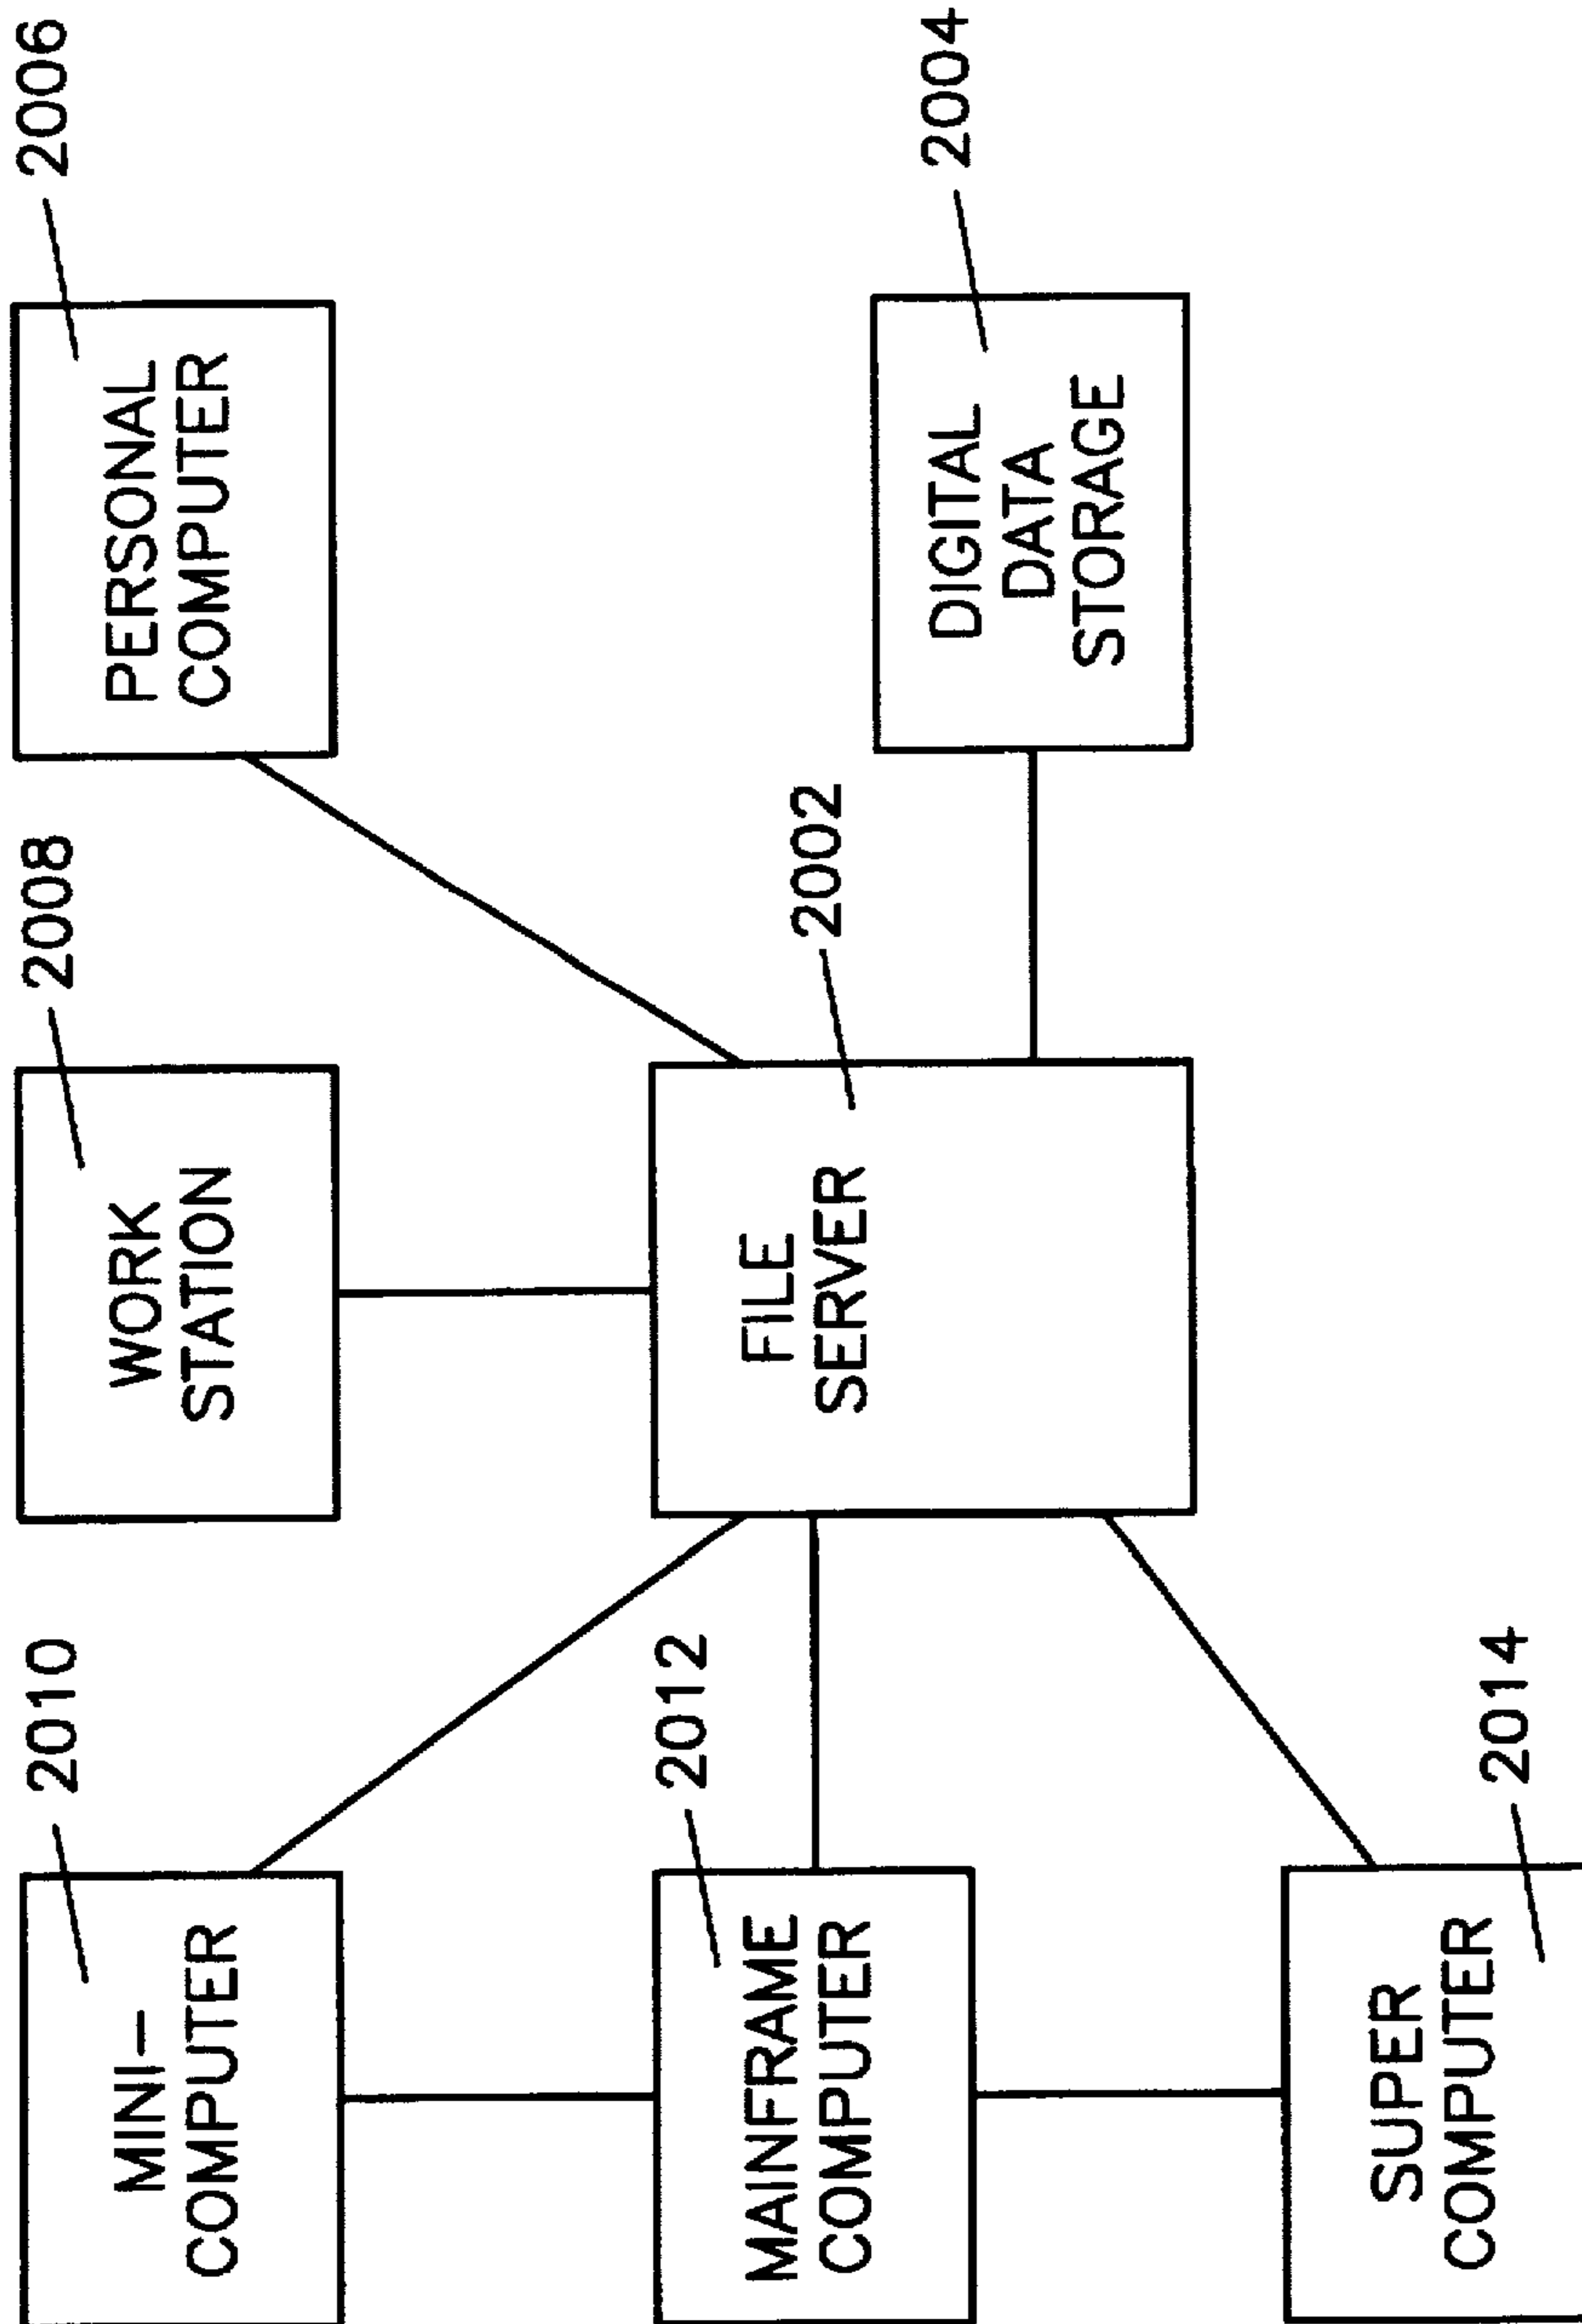 2010
MINI-
COMPUTER
2008
WORK
STATION
2006
PERSONAL
COMPUTER
2012
MAINFRAME
COMPUTER
2002
FILE
SERVER
2004
DIGITAL
DATA
STORAGE
2014
SUPER
COMPUTER